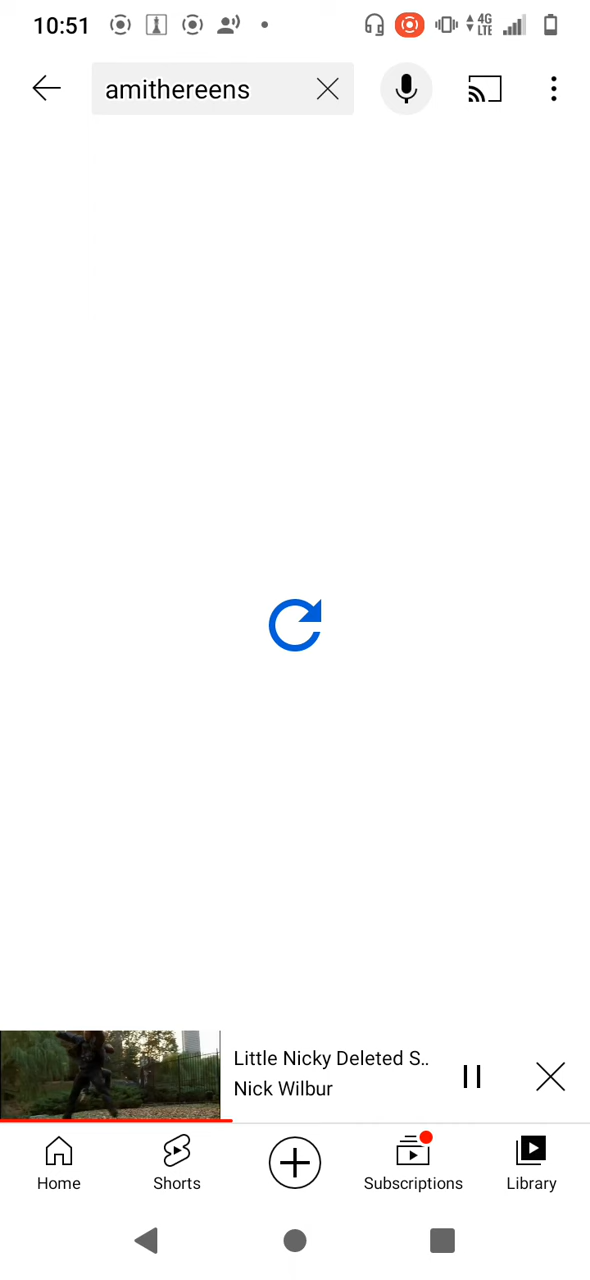 10:51
4G
LTE
amithereens
Little Nicky Deleted S..
Nick Wilbur
Home
Shorts
Subscriptions
Library